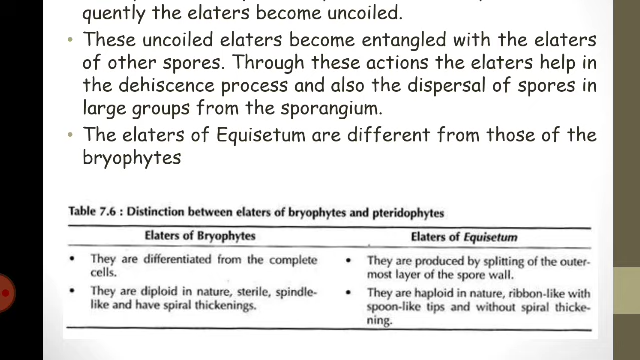 quently the elaters become uncoiled.
• These uncoiled elaters become entangled with the elaters
of other spores. Through these actions the elaters help in
the dehiscence process and also the dispersal of spores in
large groups from the sporangium.
• The elaters of Equisetum are different from those of the
bryophytes
Table 7.6 : Distinction between elaters of bryophytes and pteridophytes
Elaters of Bryophytes
• They are differentiated from the complete
cells.
• They are diploid in nature, sterile, spindle-
like and have spiral thickenings.
Elaters of Equisetum
• They are produced by splitting of the outer-
most layer of the spore wall.
• They are haploid in nature, ribbon-like with
spoon-like tips and without spiral thicke-
ning.